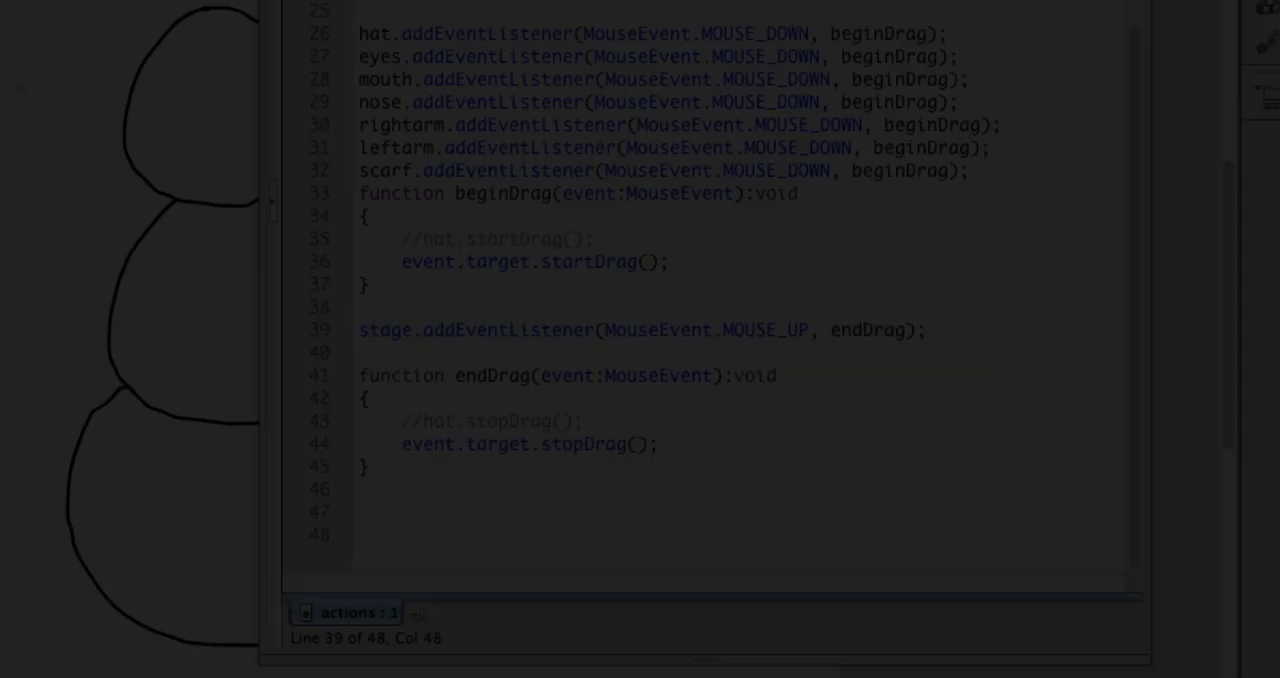 25
26 hat.addEventListener(MouseEvent.MOUSE_DOWN, beginDrag);
27 eyes.addEventListener(MouseEvent.MOUSE_DOWN, beginDrag);
28 mouth.addEventListener(MouseEvent.MOUSE_DOWN, beginDrag);
29 nose.addEventListener(MouseEvent.MOUSE_DOWN, beginDrag);
30 rightarm.addEventListener(MouseEvent.MOUSE_DOWN, beginDrag);
31 leftarm.addEventListener(MouseEvent.MOUSE_DOWN, beginDrag);
32 scarf.addEventListener(MouseEvent.MOUSE_DOWN, beginDrag);
33 function beginDrag(event:MouseEvent):void
34 {
35 //hat.startDrag();
36 event.target.startDrag();
37 }
38
39 stage.addEventListener(MouseEvent.MOUSE_UP, endDrag);
40
41 function endDrag(event:MouseEvent):void
42 {
43 //hat.stopDrag();
44 event.target.stopDrag();
45 }
46
47
48
actions : 1
Line 39 of 48, Col 48